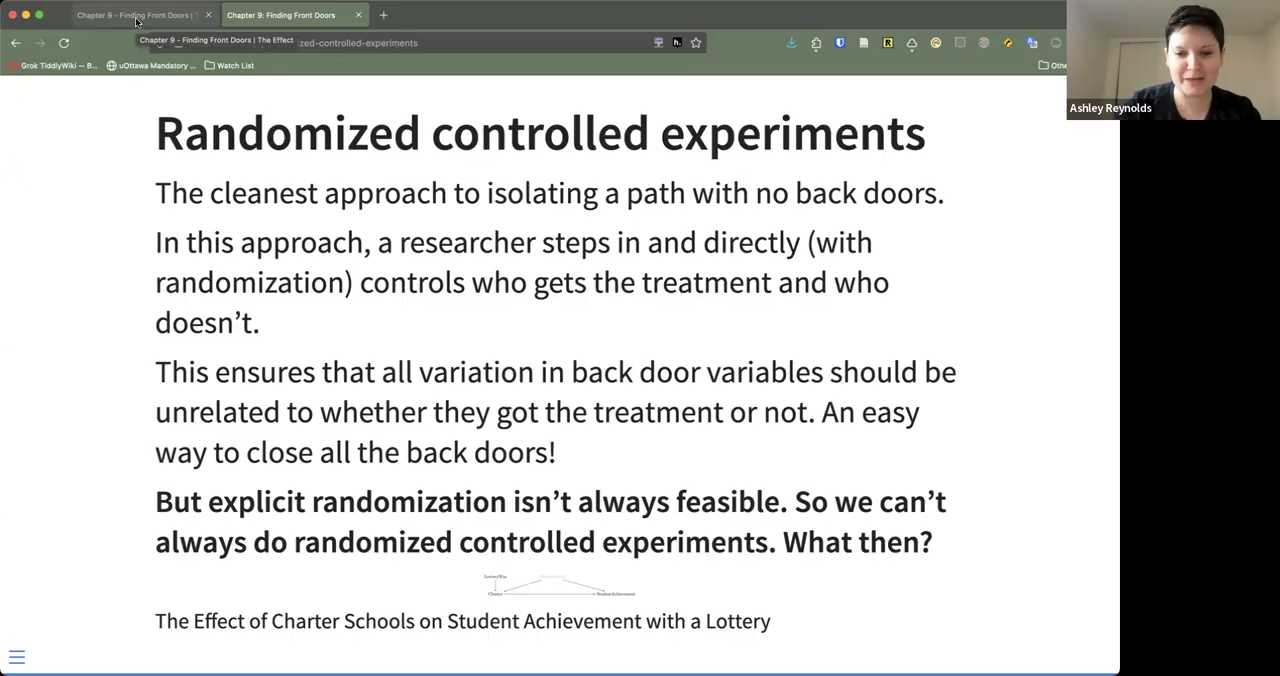 Chapter 9 - Finding Front Doors |
Chapter 9: Finding Front Doors
Chapter 9 - Finding Front Doors | The Effect
zed-controlled-experiments
Grok TiddlyWiki — B...
uOttawa Mandatory ...
Watch List
Othe
Ashley Reynolds
Randomized controlled experiments
The cleanest approach to isolating a path with no back doors.
In this approach, a researcher steps in and directly (with
randomization) controls who gets the treatment and who
doesn't.
This ensures that all variation in back door variables should be
unrelated to whether they got the treatment or not. An easy
way to close all the back doors!
But explicit randomization isn't always feasible. So we can't
always do randomized controlled experiments. What then?
LotteryWin
Charter
StudentAchievement
The Effect of Charter Schools on Student Achievement with a Lottery